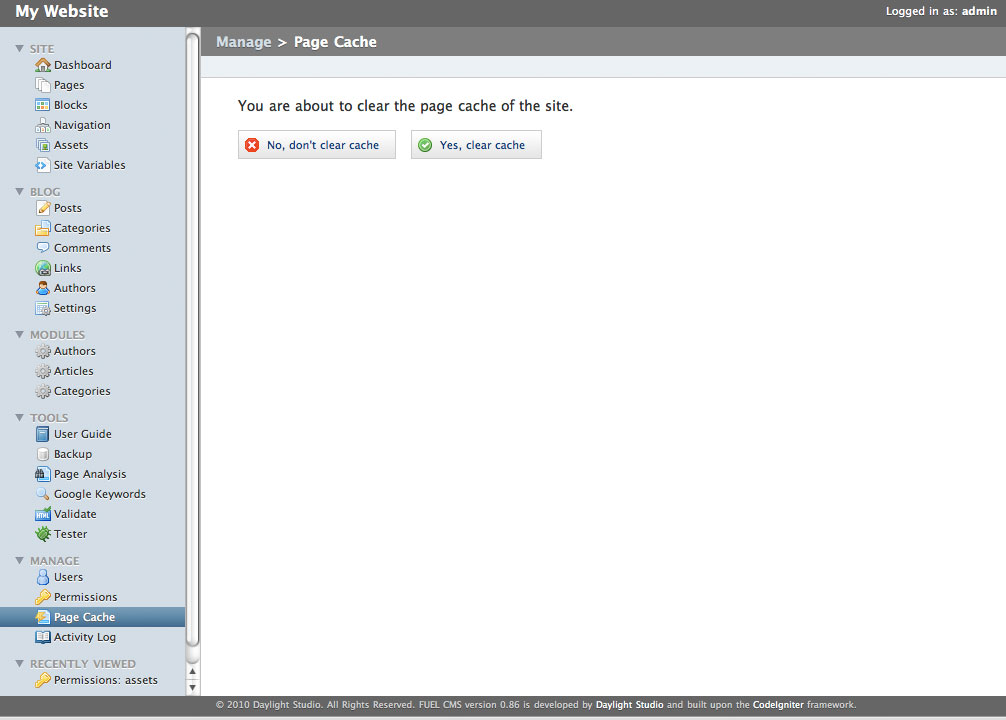 My Website
Logged in as: admin
SITE
Dashboard
Pages
Blocks
Navigation
Assets
Site Variables
BLOG
Posts
Categories
Comments
Links
Authors
Settings
MODULES
Authors
Articles
Categories
TOOLS
User Guide
Backup
Page Analysis
Google Keywords
Validate
Tester
MANAGE
Users
Permissions
Page Cache
Activity Log
RECENTLY VIEWED
Permissions: assets
Manage > Page Cache
You are about to clear the page cache of the site.
No, don't clear cache
Yes, clear cache
© 2010 Daylight Studio. All Rights Reserved. FUEL CMS version 0.86 is developed by Daylight Studio and built upon the CodeIgniter framework.